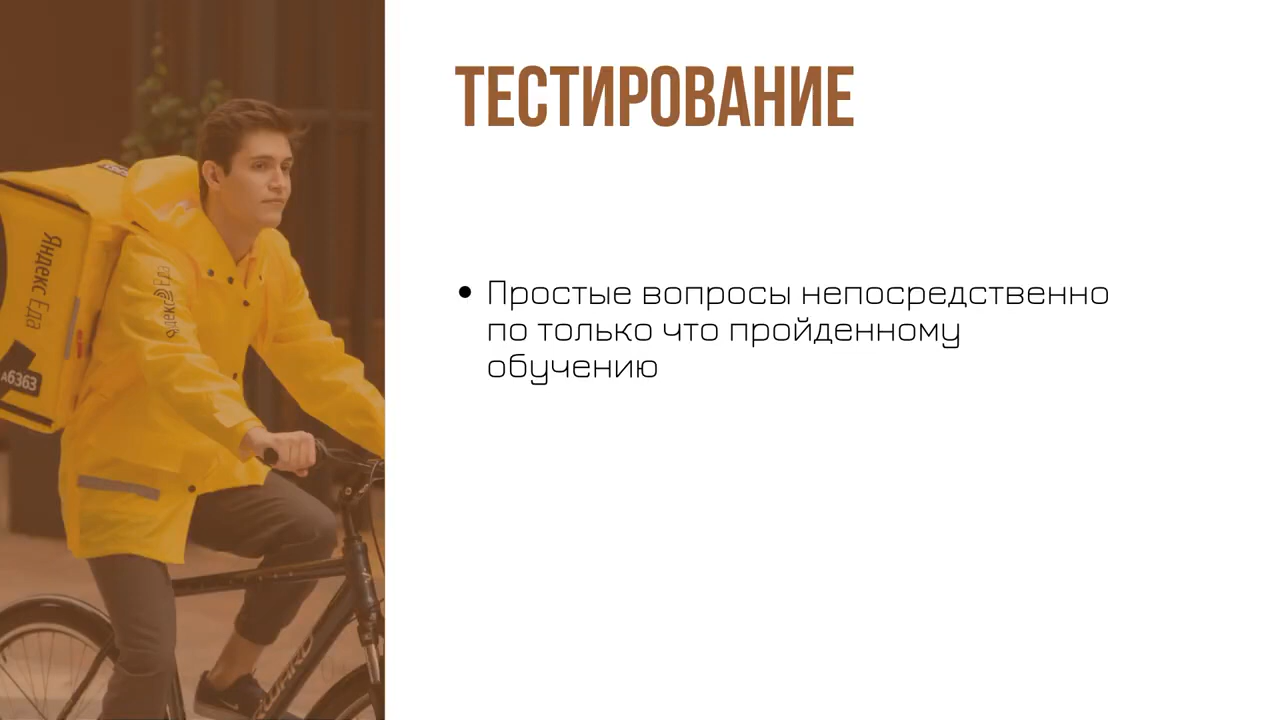 ТЕСТИРОВАНИЕ
Простые вопросы непосредственно
по только что пройденному
обучению
Яндекс Еда
а6363